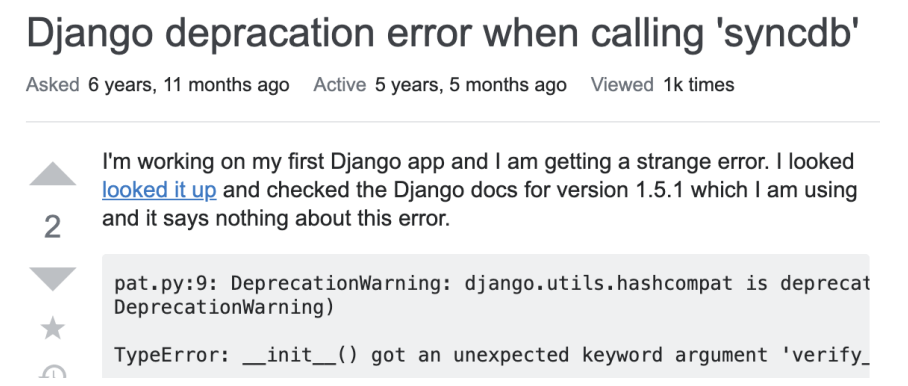 Django depracation error when calling 'syncdb'
Asked 6 years, 11 months ago Active 5 years, 5 months ago Viewed 1k times
I'm working on my first Django app and I am getting a strange error. I looked
looked it up and checked the Django docs for version 1.5.1 which I am using
2
and it says nothing about this error.
pat.py:9: DeprecationWarning: django.utils.hashcompat is deprecat
DeprecationWarning)
TypeError: __init__() got an unexpected keyword argument 'verify_